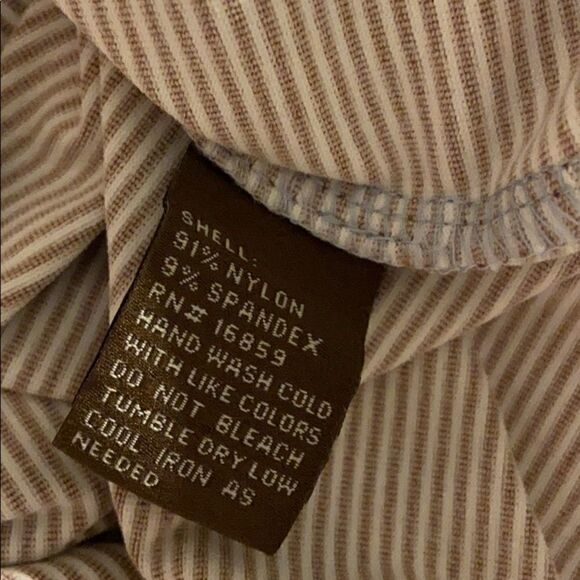 SHELL:
91% NYLON
9% SPANDEX
RN# 16859
HAND WASH COLD
WITH LIKE COLORS
DO NOT BLEACH
TUMBLE DRY LOW
COOL IRON AS
NEEDED